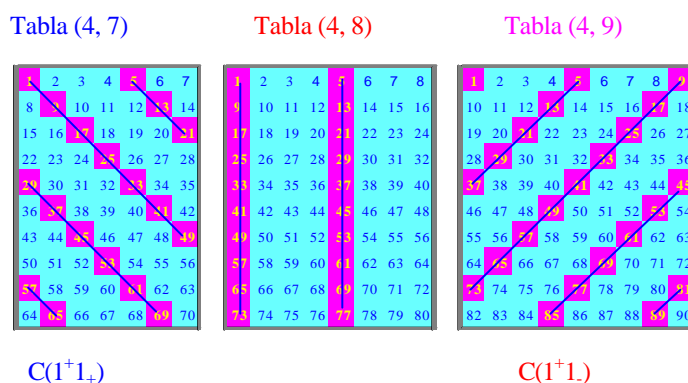 Tabla (4, 7) Tabla (4, 8) Tabla (4, 9)
1 2 3 4 5 6 7 1 2 3 4 5 6 7 8 1 2 3 4 5 6 7 8 9
8 9 10 11 12 13 14 9 10 11 12 13 14 15 16 10 11 12 13 14 15 16 17 18
15 16 17 18 19 20 21 17 18 19 20 21 22 23 24 19 20 21 22 23 24 25 26 27
22 23 24 25 26 27 28 25 26 27 28 29 30 31 32 28 29 30 31 32 33 34 35 36
29 30 31 32 33 34 35 33 34 35 36 37 38 39 40 37 38 39 40 41 42 43 44 45
36 37 38 39 40 41 42 41 42 43 44 45 46 47 48 46 47 48 49 50 51 52 53 54
43 44 45 46 47 48 49 49 50 51 52 53 54 55 56 55 56 57 58 59 60 61 62 63
50 51 52 53 54 55 56 57 58 59 60 61 62 63 64 64 65 66 67 68 69 70 71 72
57 58 59 60 61 62 63 65 66 67 68 69 70 71 72 73 74 75 76 77 78 79 80 81
64 65 66 67 68 69 70 73 74 75 76 77 78 79 80 82 83 84 85 86 87 88 89 90
C(1⁺1₊) C(1⁺1₋)